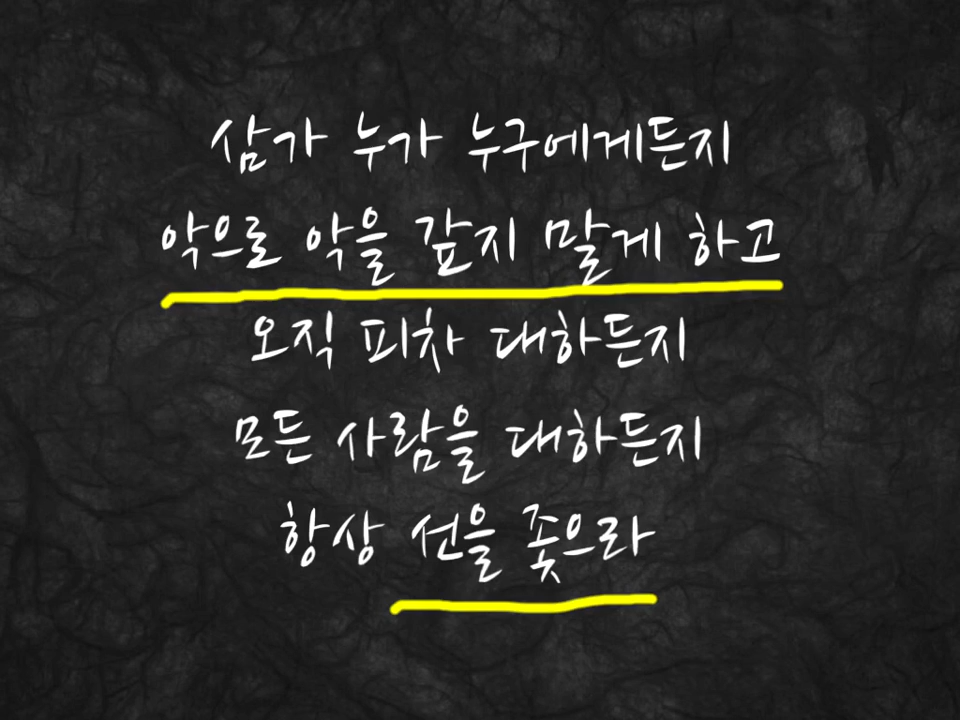 삼가 누가 누구에게든지
악으로 악을 갚지 말게 하고
오직 피차 대하든지
모든 사람을 대하든지
항상 선을 좇으라